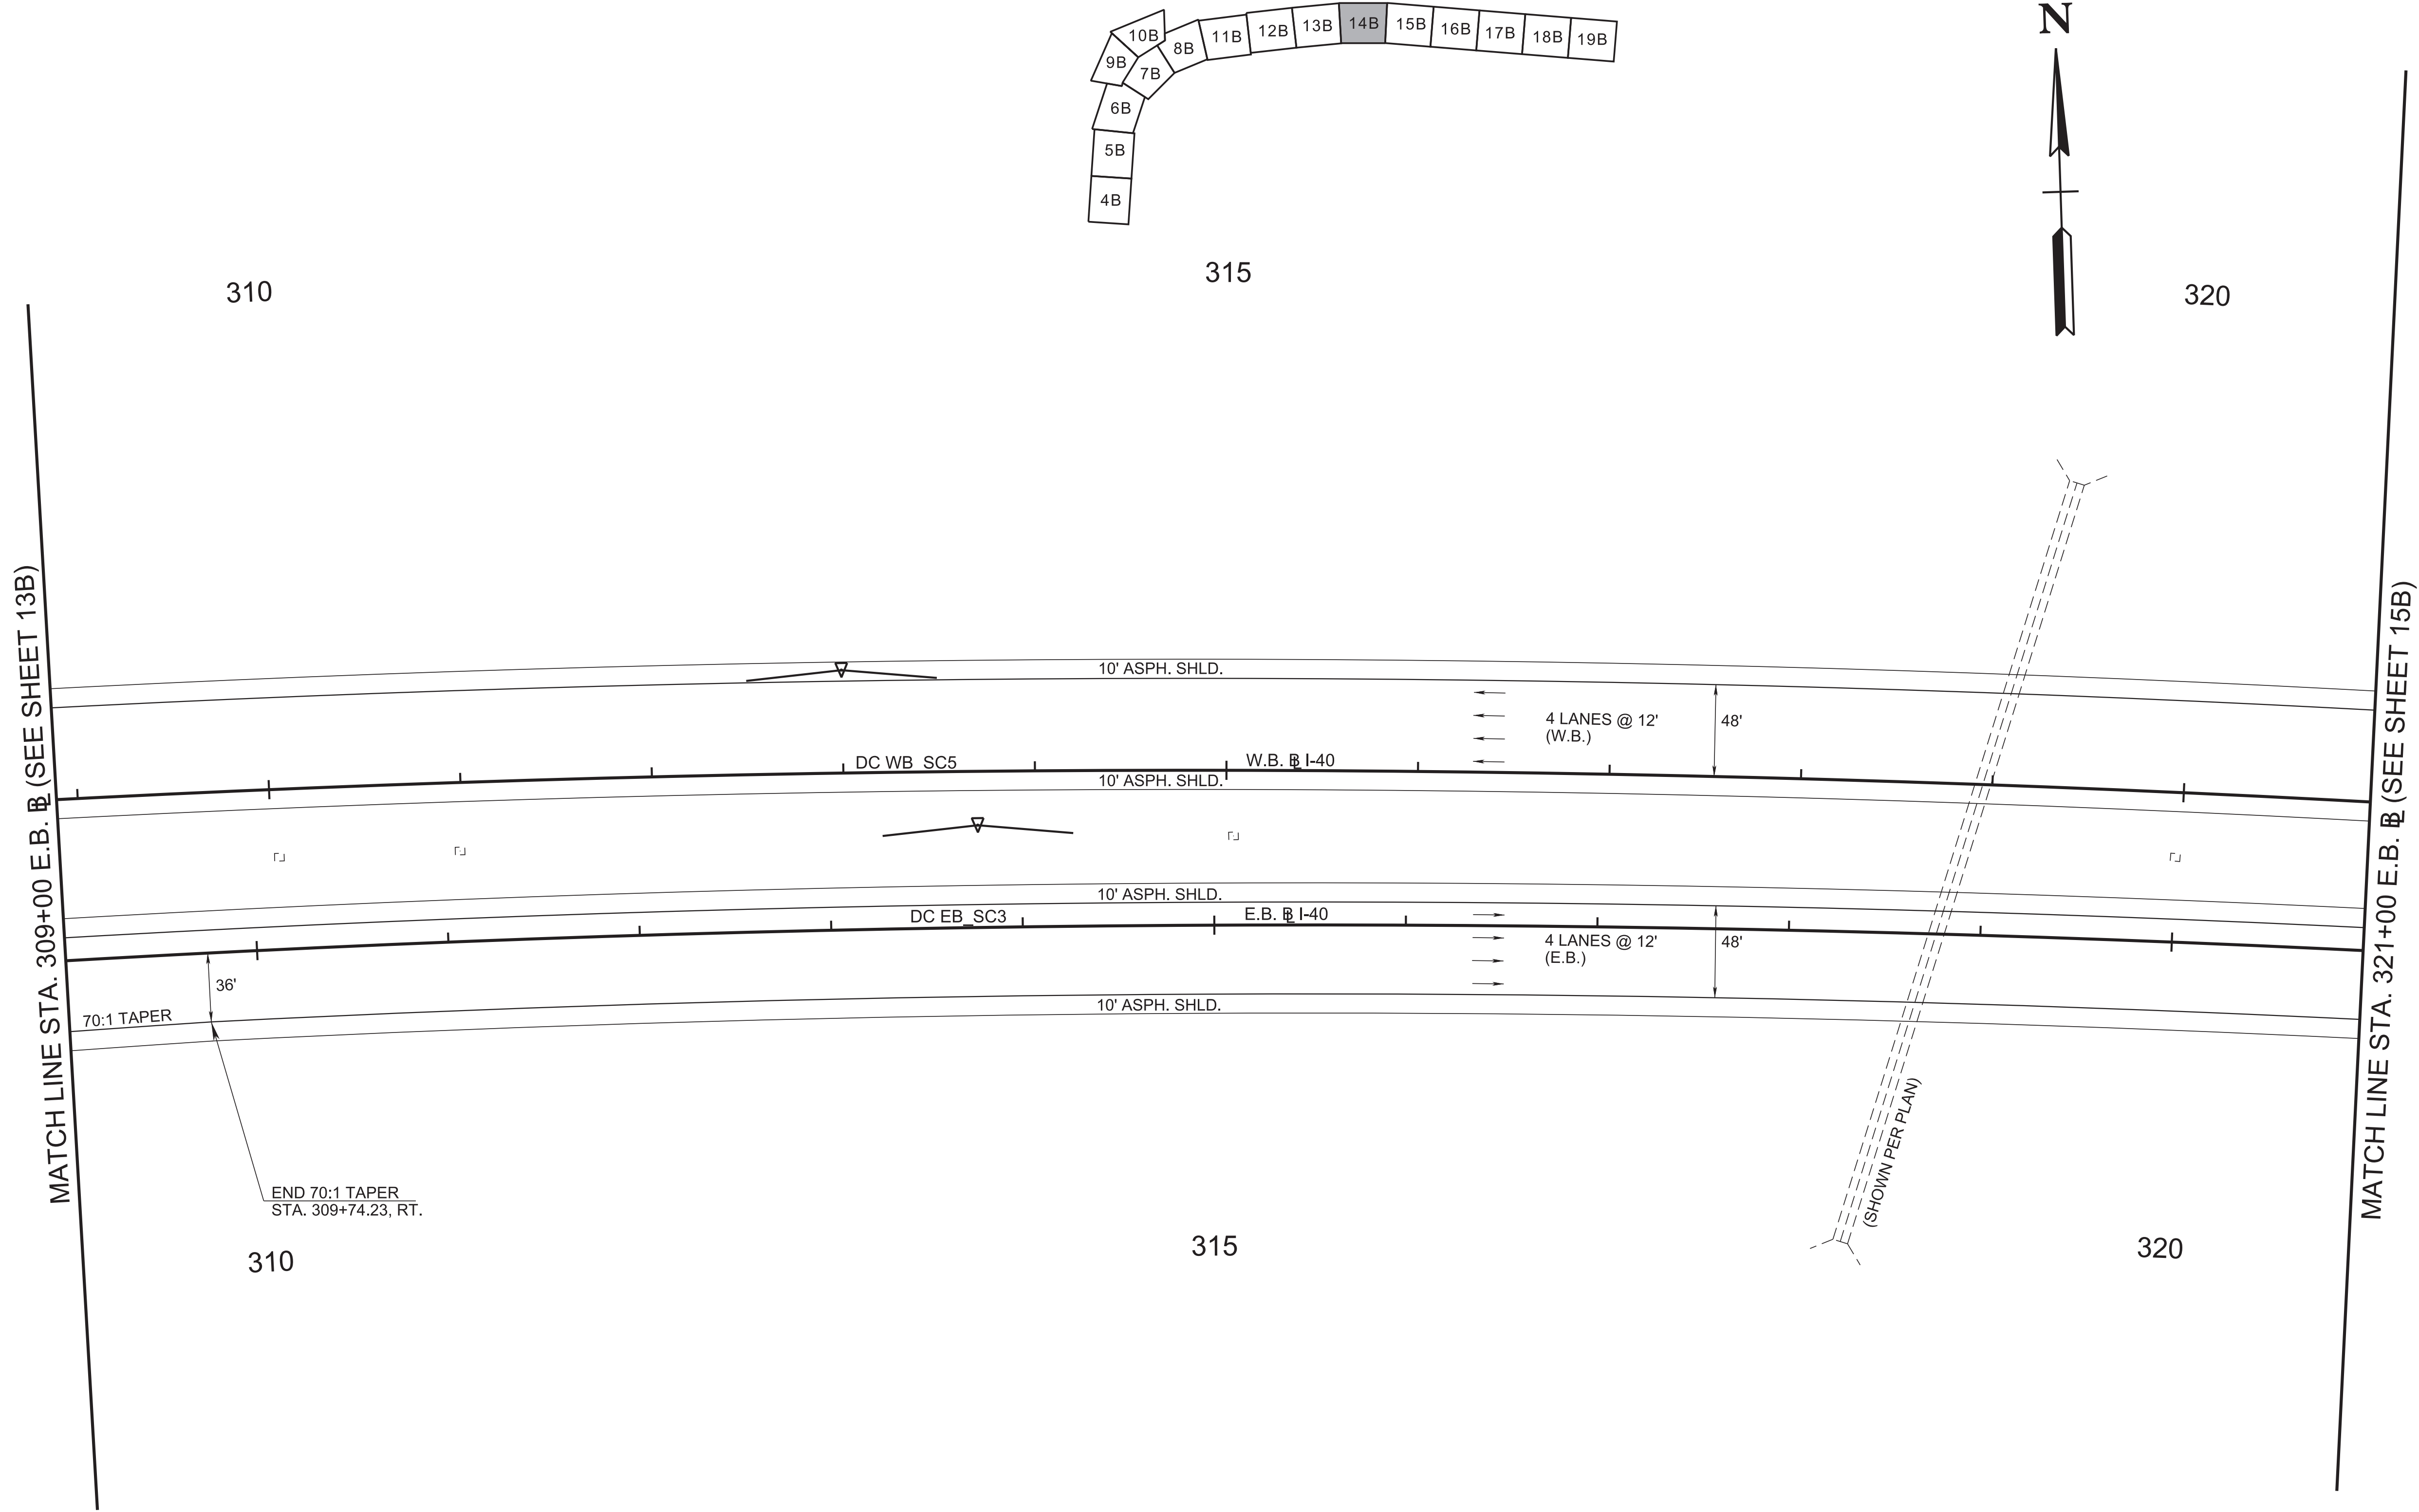 10B
9B
8B
7B
11B
12B
13B
14B
15B
16B
17B
18B
19B
6B
5B
4B
N
310
315
320
MATCH LINE STA. 309+00 E.B. BL (SEE SHEET 13B)
MATCH LINE STA. 321+00 E.B. BL (SEE SHEET 15B)
10' ASPH. SHLD.
4 LANES @ 12'
(W.B.)
48'
DC WB_SC5
W.B. BL I-40
10' ASPH. SHLD.
10' ASPH. SHLD.
DC EB_SC3
E.B. BL I-40
4 LANES @ 12'
(E.B.)
48'
36'
70:1 TAPER
10' ASPH. SHLD.
(SHOWN PER PLAN)
END 70:1 TAPER
STA. 309+74.23, RT.
310
315
320